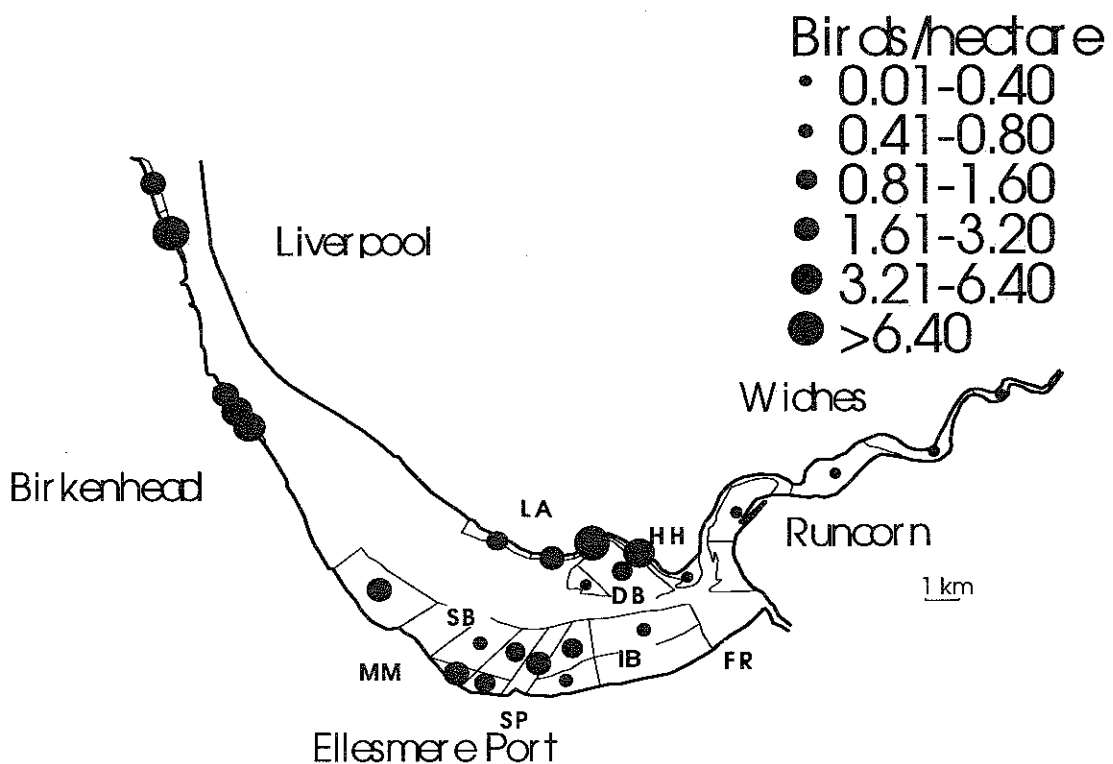 Birds/hectare
0.01-0.40
0.41-0.80
0.81-1.60
1.61-3.20
3.21-6.40
>6.40
Liverpool
Widnes
Birkenhead
LA
HH
Runcorn
1 km
DB
SB
IB
FR
MM
SP
Ellesmere Port